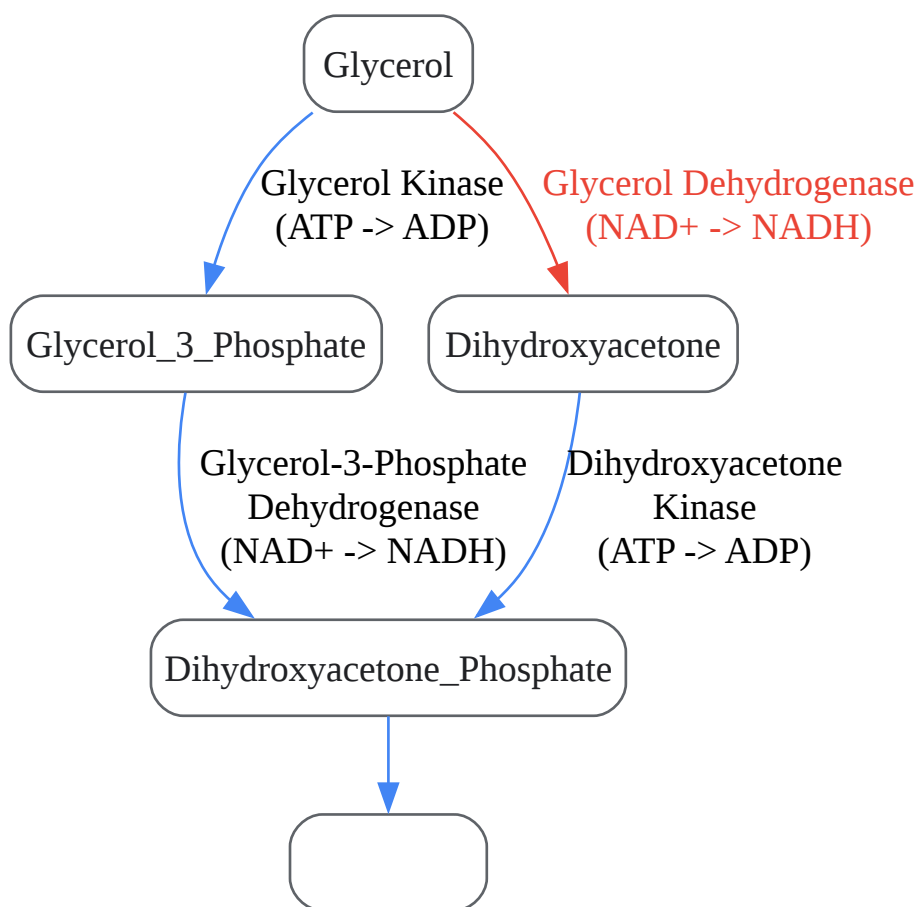 Glycerol
Glycerol Kinase
(ATP -> ADP)
Glycerol Dehydrogenase
(NAD+ -> NADH)
Glycerol_3_Phosphate
Dihydroxyacetone
Glycerol-3-Phosphate
Dehydrogenase
(NAD+ -> NADH)
Dihydroxyacetone
Kinase
(ATP -> ADP)
Dihydroxyacetone_Phosphate